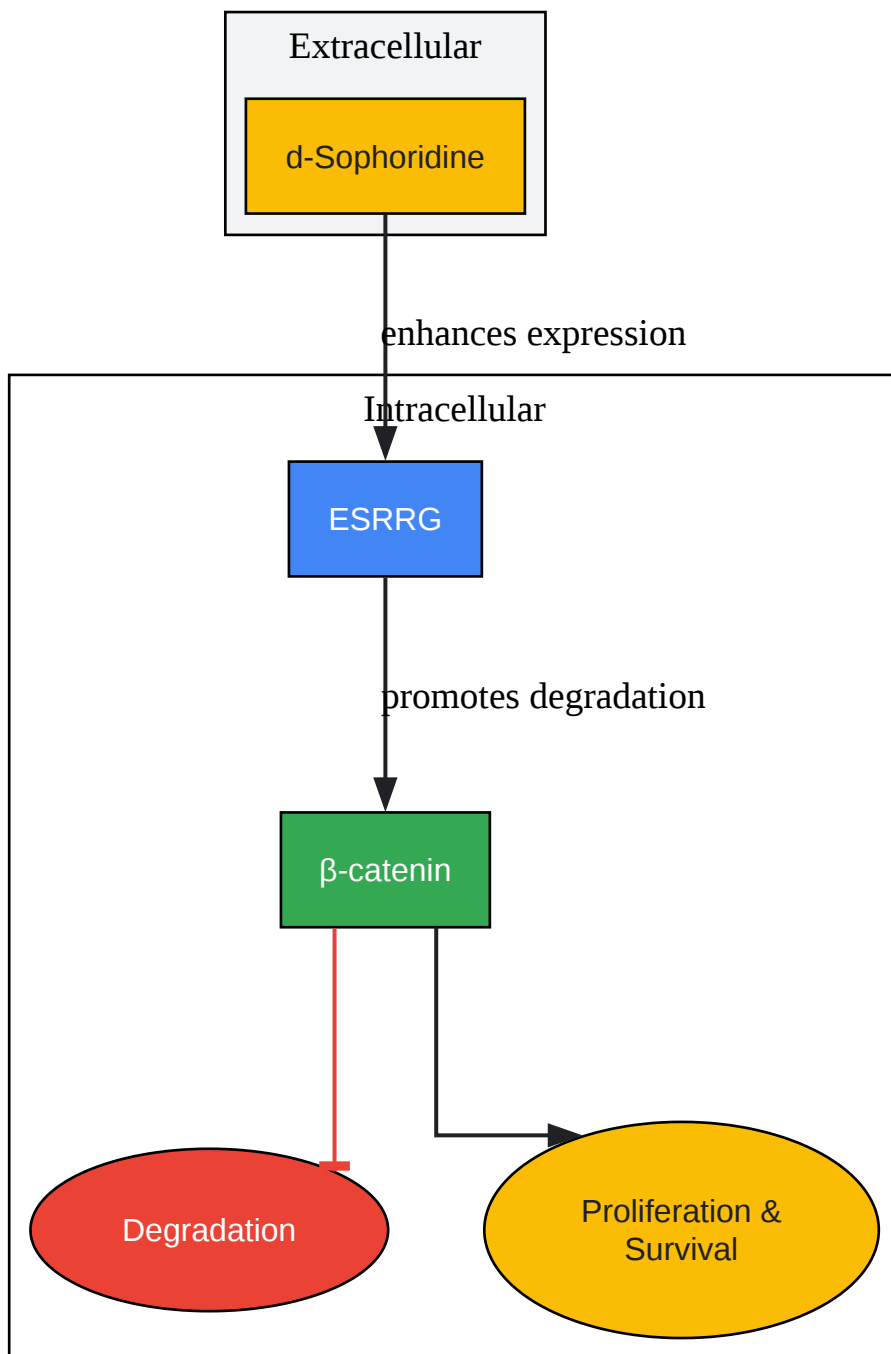 Extracellular
d-Sophoridine
enhances expression
Intracellular
ESRRG
promotes degradation
β-catenin
Degradation
Proliferation &
Survival